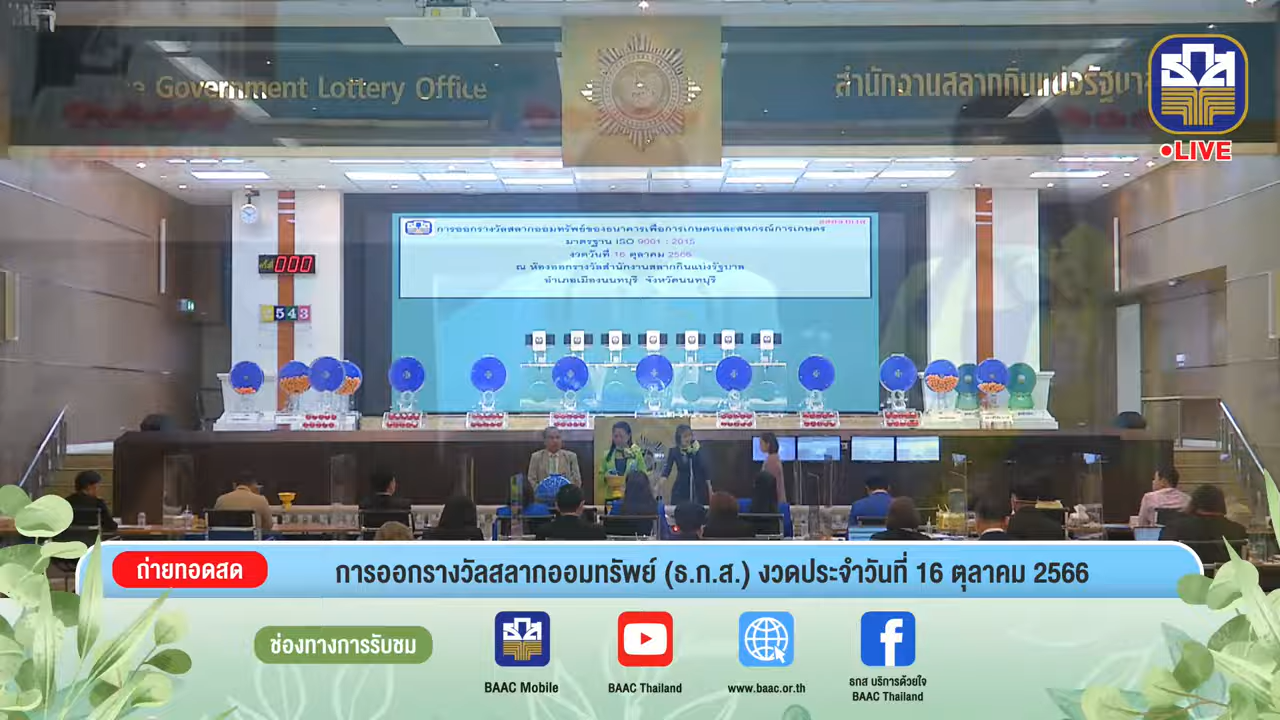 The Government Lottery Office
สำนักงานสลากกินแบ่งรัฐบาล
ธกส
LIVE
การออกรางวัลสลากออมทรัพย์ของธนาคารเพื่อการเกษตรและสหกรณ์การเกษตร
มาตรฐาน ISO 9001 : 2015
งวดวันที่ 16 ตุลาคม 2566
ณ ห้องออกรางวัลสำนักงานสลากกินแบ่งรัฐบาล
อำเภอเมืองนนทบุรี จังหวัดนนทบุรี
ครั้งที่ 000
543
ถ่ายทอดสด
การออกรางวัลสลากออมทรัพย์ (ธ.ก.ส.) งวดประจำวันที่ 16 ตุลาคม 2566
ช่องทางการรับชม
BAAC Mobile
BAAC Thailand
www.baac.or.th
ธกส บริการด้วยใจ
BAAC Thailand